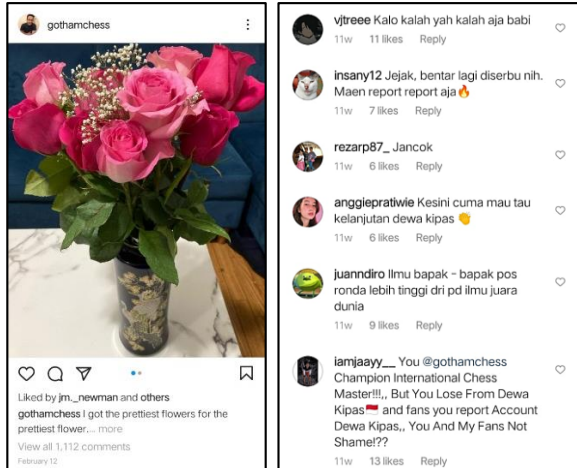 gothamchess
Liked by jm._newman and others
gothamchess I got the prettiest flowers for the
prettiest flower.... more
View all 1,112 comments
February 12
vjtreee Kalo kalah yah kalah aja babi
11w 11 likes Reply
insany12 Jejak, bentar lagi diserbu nih.
Maen report report aja🔥
11w 7 likes Reply
rezarp87_ Jancok
11w 6 likes Reply
anggiepratiwie Kesini cuma mau tau
kelanjutan dewa kipas 👏
11w 6 likes Reply
juanndiro Ilmu bapak - bapak pos
ronda lebih tinggi dri pd ilmu juara
dunia
11w 9 likes Reply
iamjaayy__ You @gothamchess
Champion International Chess
Master!!!,, But You Lose From Dewa
Kipas🇮🇩 and fans you report Account
Dewa Kipas,, You And My Fans Not
Shame!??
11w 13 likes Reply